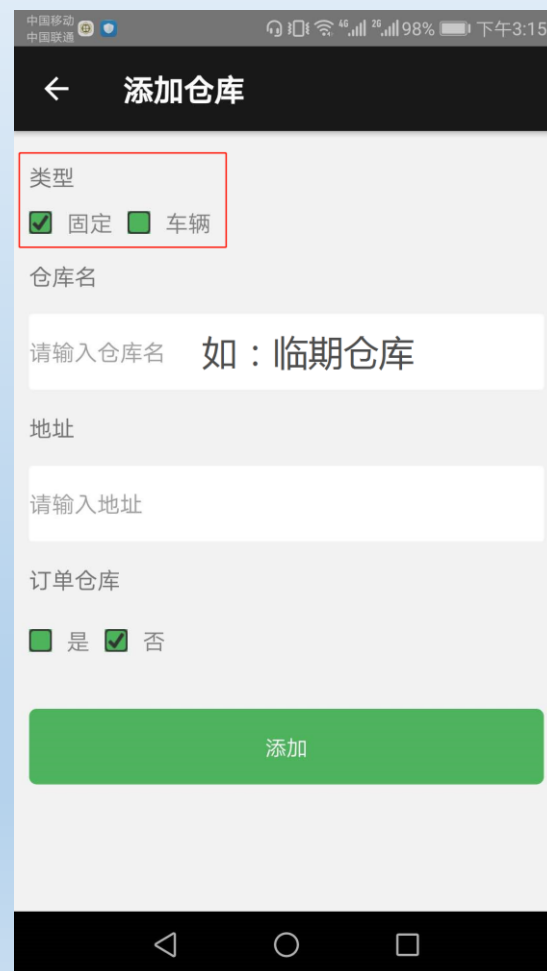 中国移动
中国联通
4G 2G 98% 下午3:15
添加仓库
类型
固定 车辆
仓库名
请输入仓库名 如：临期仓库
地址
请输入地址
订单仓库
是 否
添加